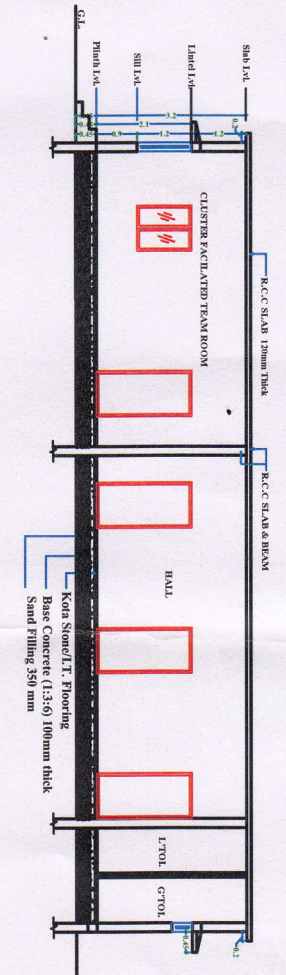 Slab Lvl.
Lintel Lvl.
Sill Lvl.
Plinth Lvl.
G.L.
0.2
3.2
2.1
1.2
1.2
0.9
0.45
R.C.C SLAB 120mm Thick
R.C.C SLAB & BEAM
CLUSTER FACILATED TEAM ROOM
HALL
L'TOL
G'TOL
0.2
0.45
Kota Stone/I.T. Flooring
Base Concrete (1:3:6) 100mm thick
Sand Filling 350 mm